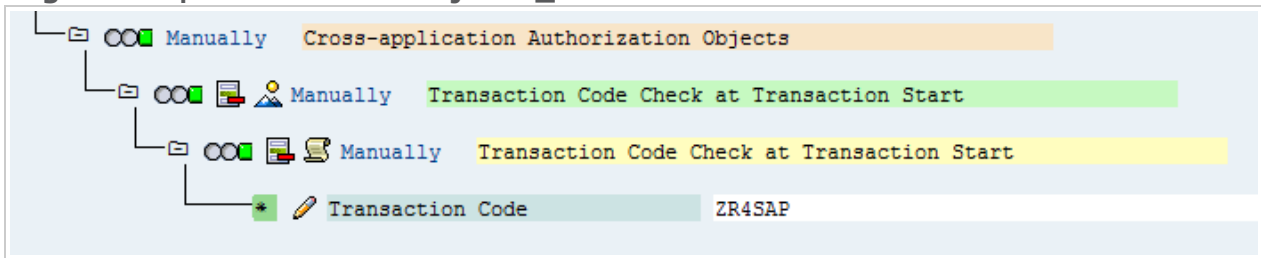 Manually Cross-application Authorization Objects
Manually Transaction Code Check at Transaction Start
Manually Transaction Code Check at Transaction Start
* Transaction Code ZR4SAP